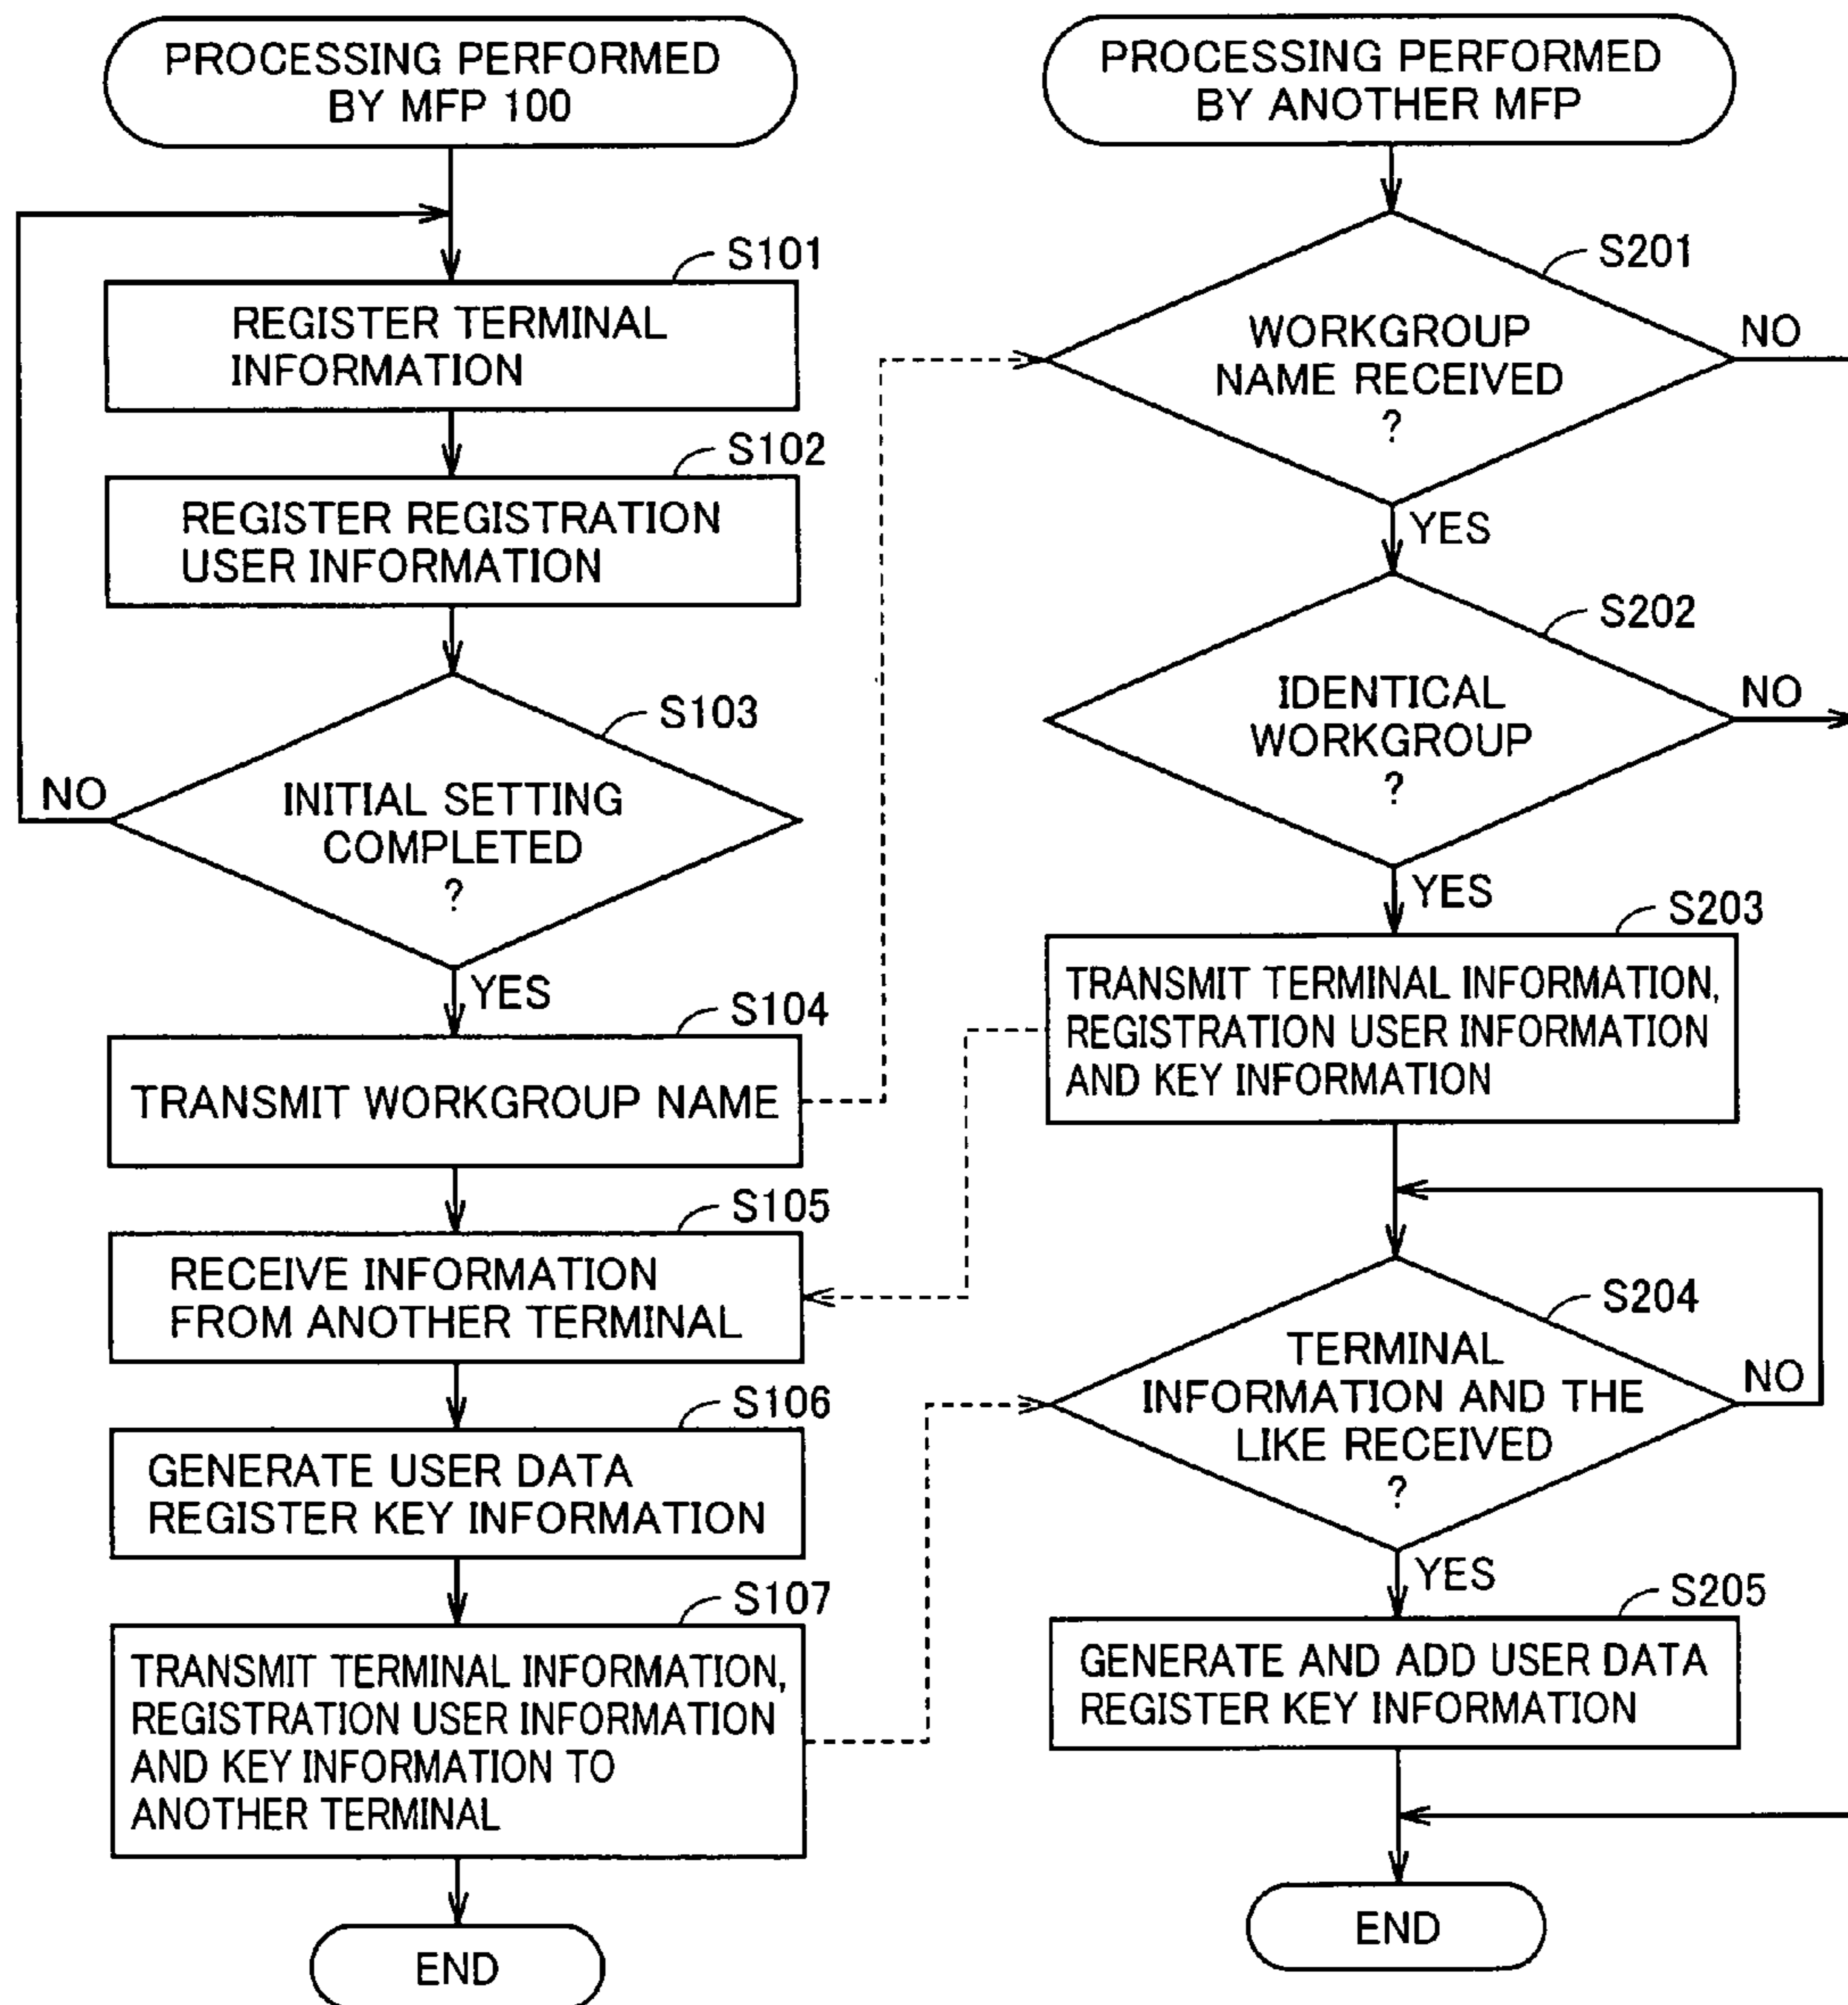 PROCESSING PERFORMED
BY MFP 100
S101
REGISTER TERMINAL
INFORMATION
S102
REGISTER REGISTRATION
USER INFORMATION
S103
NO
INITIAL SETTING
COMPLETED
?
YES
S104
TRANSMIT WORKGROUP NAME
S105
RECEIVE INFORMATION
FROM ANOTHER TERMINAL
S106
GENERATE USER DATA
REGISTER KEY INFORMATION
S107
TRANSMIT TERMINAL INFORMATION,
REGISTRATION USER INFORMATION
AND KEY INFORMATION TO
ANOTHER TERMINAL
END
PROCESSING PERFORMED
BY ANOTHER MFP
S201
WORKGROUP
NAME RECEIVED
?
NO
YES
S202
IDENTICAL
WORKGROUP
?
NO
YES
S203
TRANSMIT TERMINAL INFORMATION,
REGISTRATION USER INFORMATION
AND KEY INFORMATION
S204
TERMINAL
INFORMATION AND THE
LIKE RECEIVED
?
NO
YES
S205
GENERATE AND ADD USER DATA
REGISTER KEY INFORMATION
END